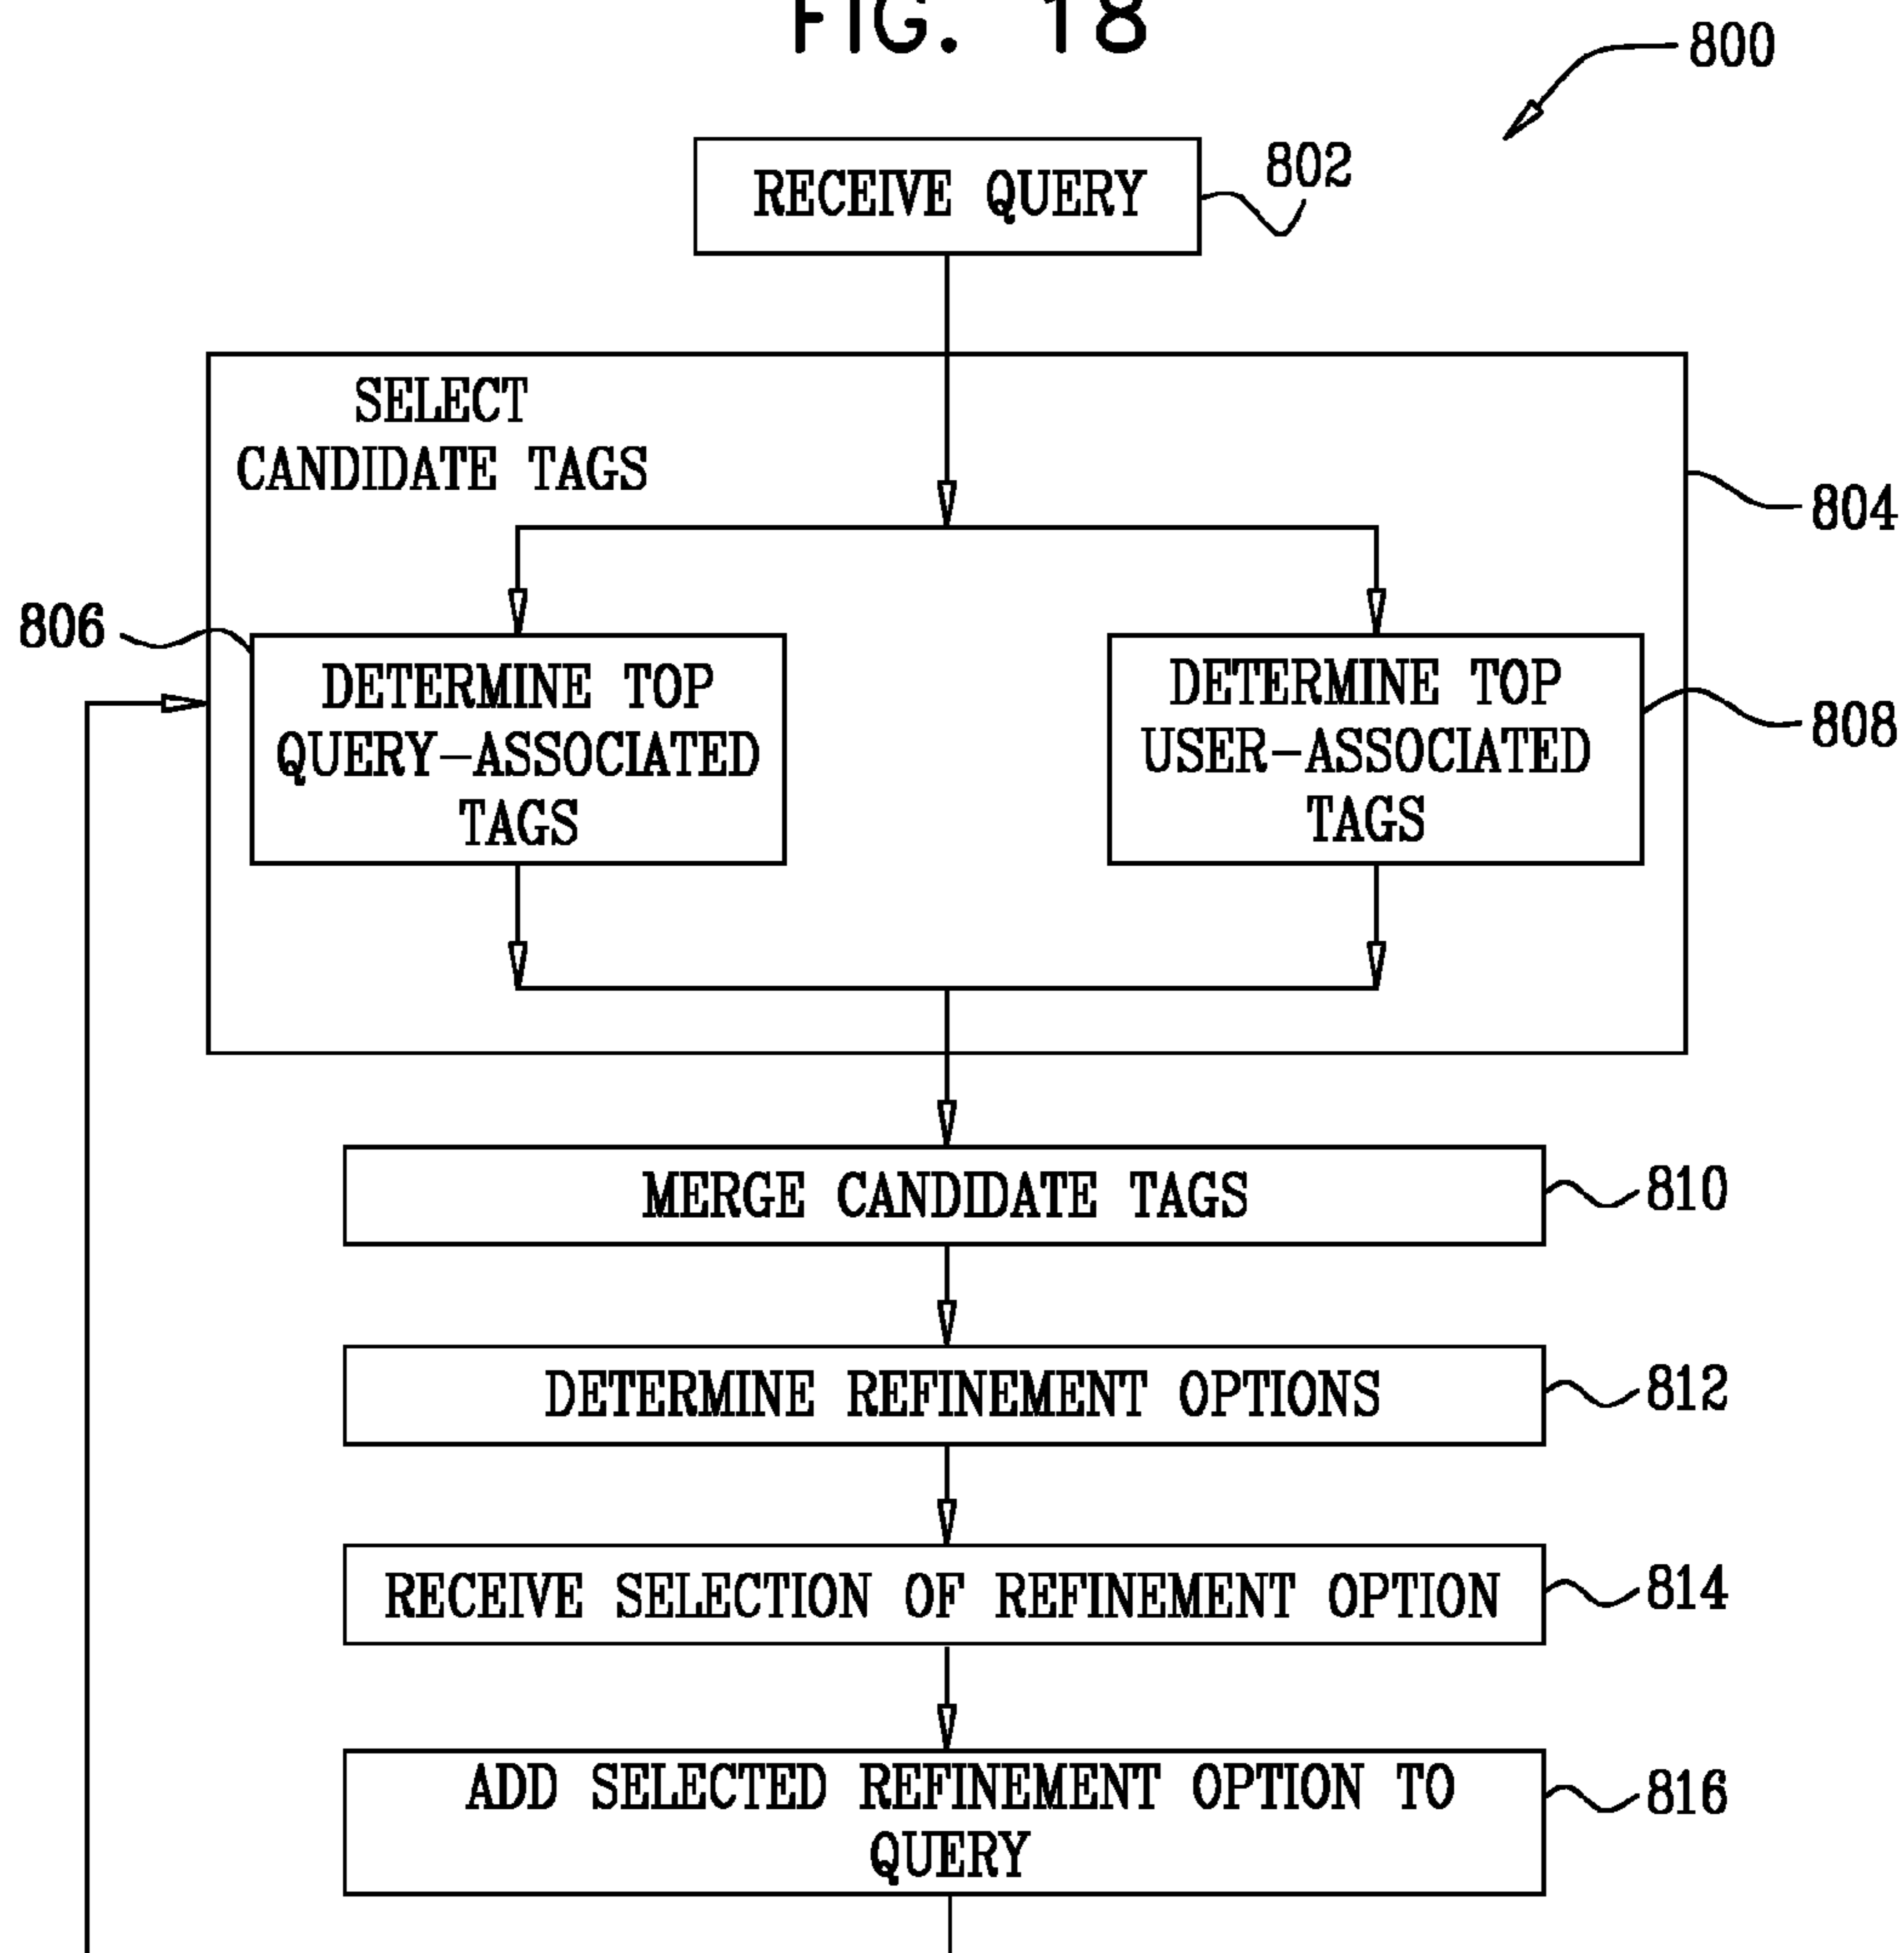 FIG. 18
800
RECEIVE QUERY
802
SELECT
CANDIDATE TAGS
804
806
DETERMINE TOP
QUERY-ASSOCIATED
TAGS
DETERMINE TOP
USER-ASSOCIATED
TAGS
808
MERGE CANDIDATE TAGS
810
DETERMINE REFINEMENT OPTIONS
812
RECEIVE SELECTION OF REFINEMENT OPTION
814
ADD SELECTED REFINEMENT OPTION TO
QUERY
816